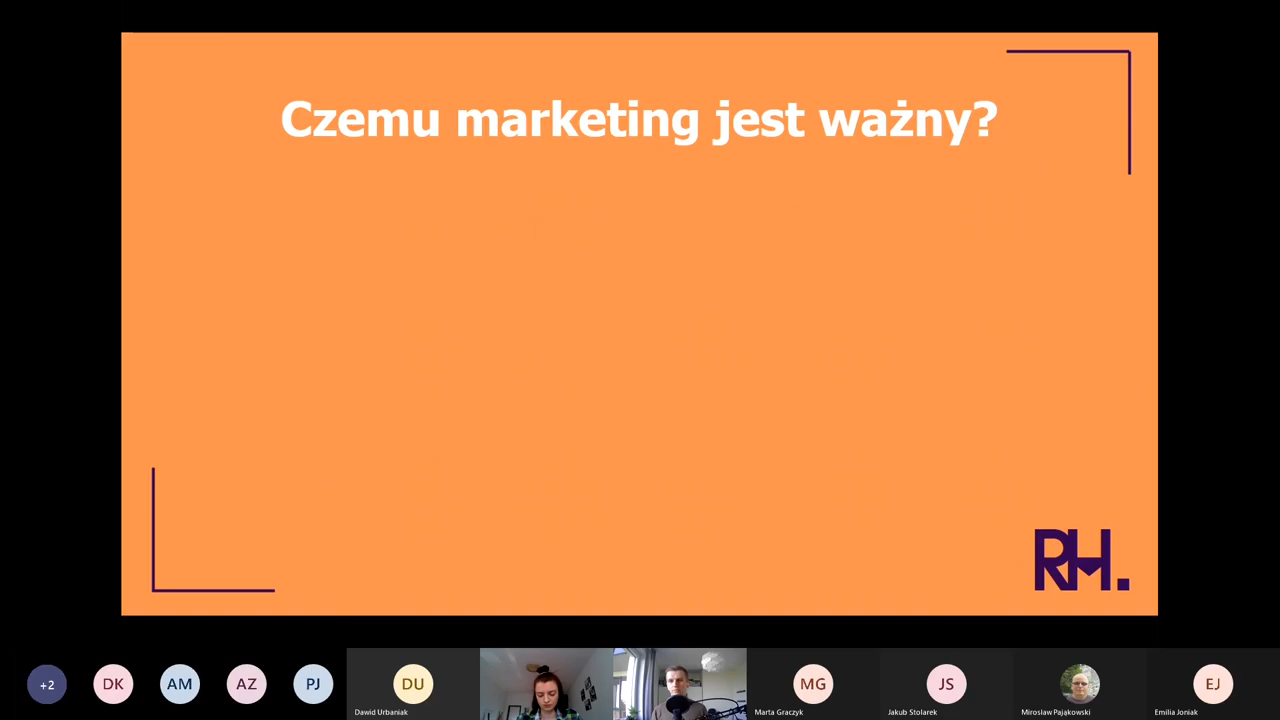 Czemu marketing jest ważny?
RH.
+2
DK
AM
AZ
PJ
DU
Dawid Urbaniak
MG
Marta Graczyk
JS
Jakub Stolarek
Mirosław Pająkowski
EJ
Emilia Joniak